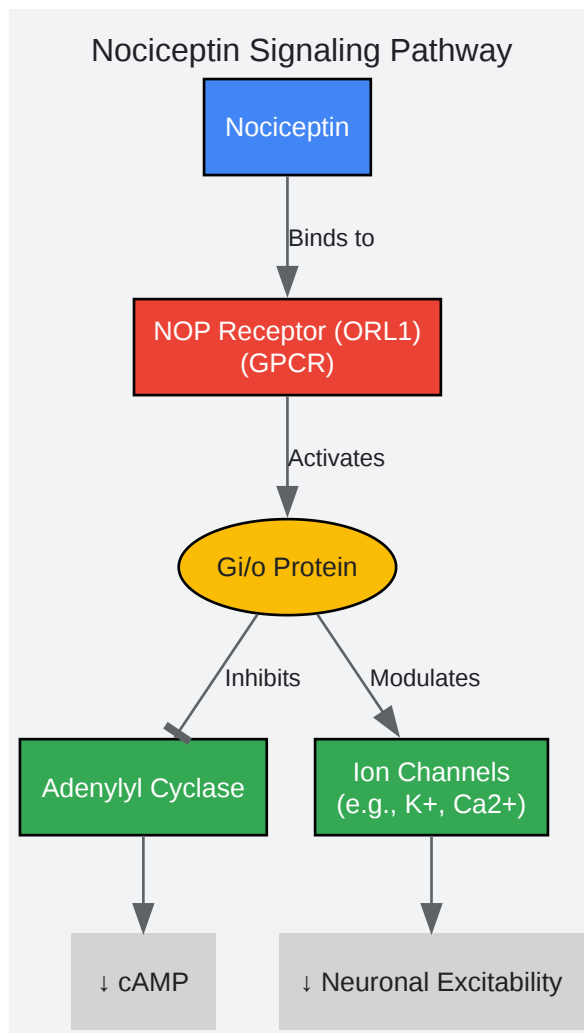 Nociceptin Signaling Pathway
Nociceptin
Binds to
NOP Receptor (ORL1)
(GPCR)
Activates
Gi/o Protein
Inhibits
Modulates
Adenylyl Cyclase
Ion Channels
(e.g., K+, Ca2+)
↓ cAMP
↓ Neuronal Excitability